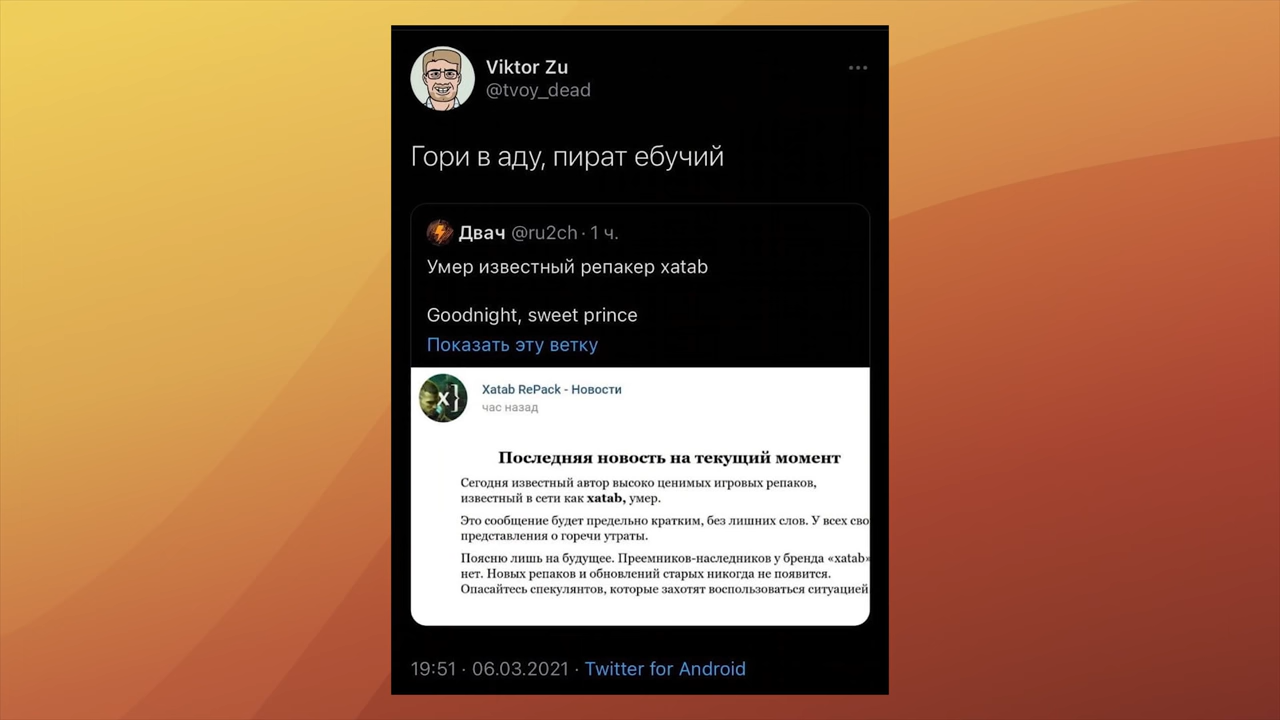 Viktor Zu
@tvoy_dead
Гори в аду, пират ебучий
Двач @ru2ch · 1 ч.
Умер известный репакер xatab
Goodnight, sweet prince
Показать эту ветку
x}
Xatab RePack - Новости
час назад
Последняя новость на текущий момент
Сегодня известный автор высоко ценимых игровых репаков,
известный в сети как xatab, умер.
Это сообщение будет предельно кратким, без лишних слов. У всех сво
представления о горечи утраты.
Поясню лишь на будущее. Преемников-наследников у бренда «xatab»
нет. Новых репаков и обновлений старых никогда не появится.
Опасайтесь спекулянтов, которые захотят воспользоваться ситуацией
19:51 · 06.03.2021 · Twitter for Android